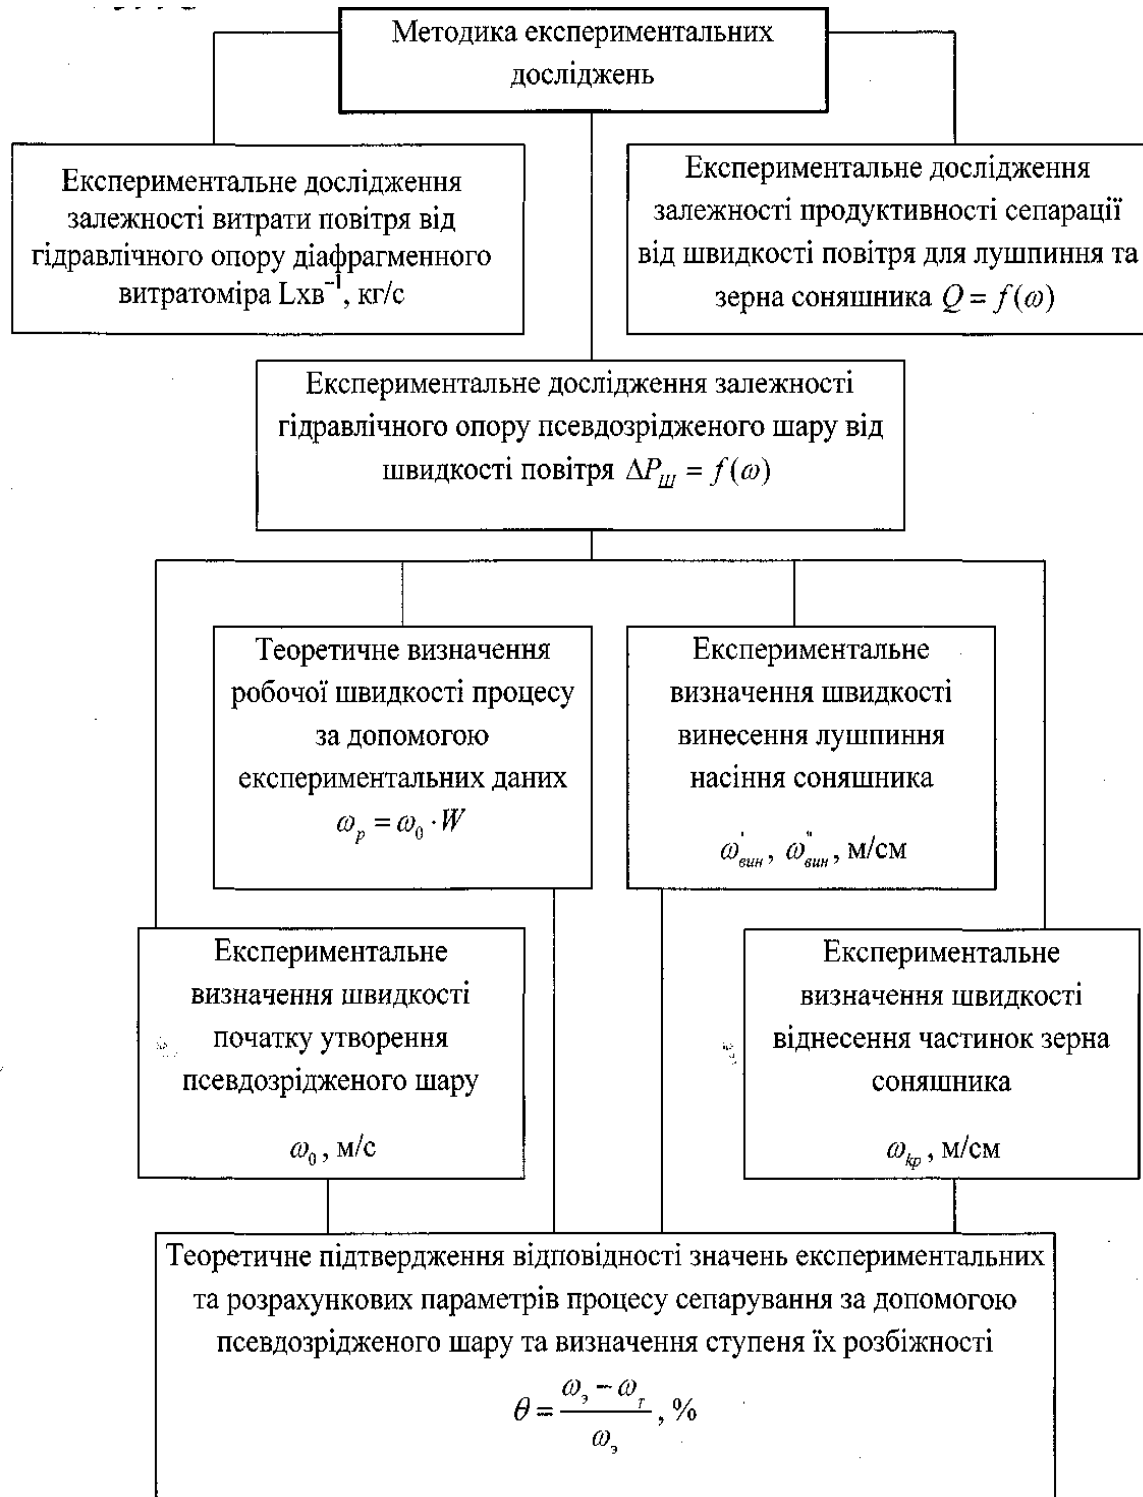 Методика експериментальних
досліджень
Експериментальне дослідження
залежності витрати повітря від
гідравлічного опору діафрагменного
витратоміра Lхв⁻¹, кг/с
Експериментальне дослідження
залежності продуктивності сепарації
від швидкості повітря для лушпиння та
зерна соняшника Q = f(ω)
Експериментальне дослідження залежності
гідравлічного опору псевдозрідженого шару від
швидкості повітря ΔP_Ш = f(ω)
Теоретичне визначення
робочої швидкості процесу
за допомогою
експериментальних даних
ω_р = ω₀ · W
Експериментальне
визначення швидкості
винесення лушпиння
насіння соняшника
ω'_вин, ω''_вин, м/см
Експериментальне
визначення швидкості
початку утворення
псевдозрідженого шару
ω₀, м/с
Експериментальне
визначення швидкості
віднесення частинок зерна
соняшника
ω_kp, м/см
Теоретичне підтвердження відповідності значень експериментальних
та розрахункових параметрів процесу сепарування за допомогою
псевдозрідженого шару та визначення ступеня їх розбіжності
θ = (ω_э − ω_т) / ω_э, %